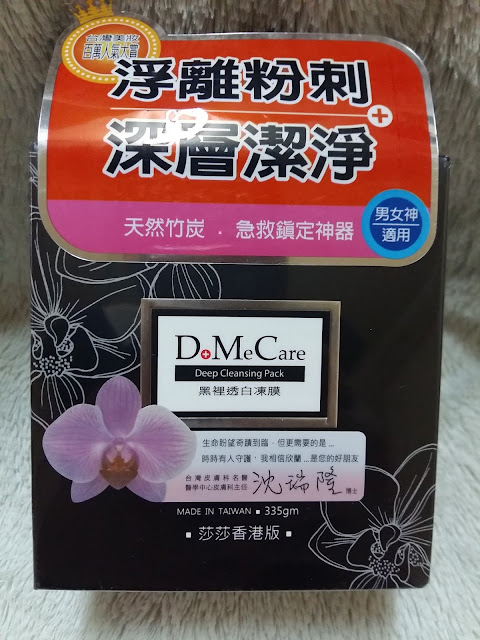 台灣美妝
百萬人氣大賞
浮離粉刺
+
深層潔淨
天然竹炭．急救鎮定神器
男女神
適用
D+MeCare
Deep Cleansing Pack
黑裡透白凍膜
生命盼望奇蹟到臨，但更需要的是...
時時有人守護，我相信欣蘭...是您的好朋友
台灣皮膚科名醫
醫學中心皮膚科主任
沈瑞隆 博士
MADE IN TAIWAN ▪ 335gm
▪ 莎莎香港版 ▪